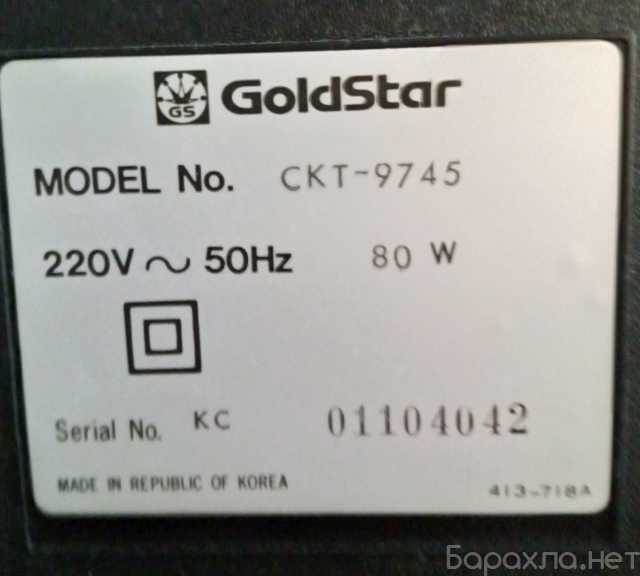 GS GoldStar
MODEL No. CKT-9745
220V ~ 50Hz 80 W
Serial No. KC 01104042
MADE IN REPUBLIC OF KOREA 413-718A
Барахла.нет